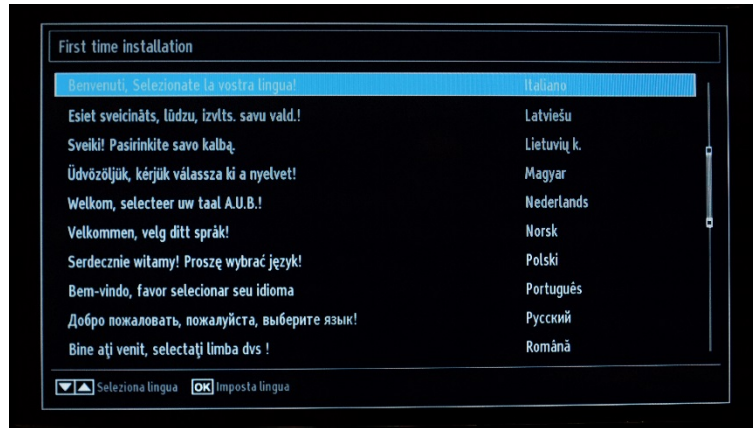 First time installation
Benvenuti, Selezionate la vostra lingua! Italiano
Esiet sveicināts, lūdzu, izvlts. savu vald.! Latviešu
Sveiki! Pasirinkite savo kalbą. Lietuvių k.
Üdvözöljük, kérjük válassza ki a nyelvet! Magyar
Welkom, selecteer uw taal A.U.B.! Nederlands
Velkommen, velg ditt språk! Norsk
Serdecznie witamy! Proszę wybrać język! Polski
Bem-vindo, favor selecionar seu idioma Português
Добро пожаловать, пожалуйста, выберите язык! Русский
Bine aţi venit, selectaţi limba dvs ! Română
Seleziona lingua OK Imposta lingua